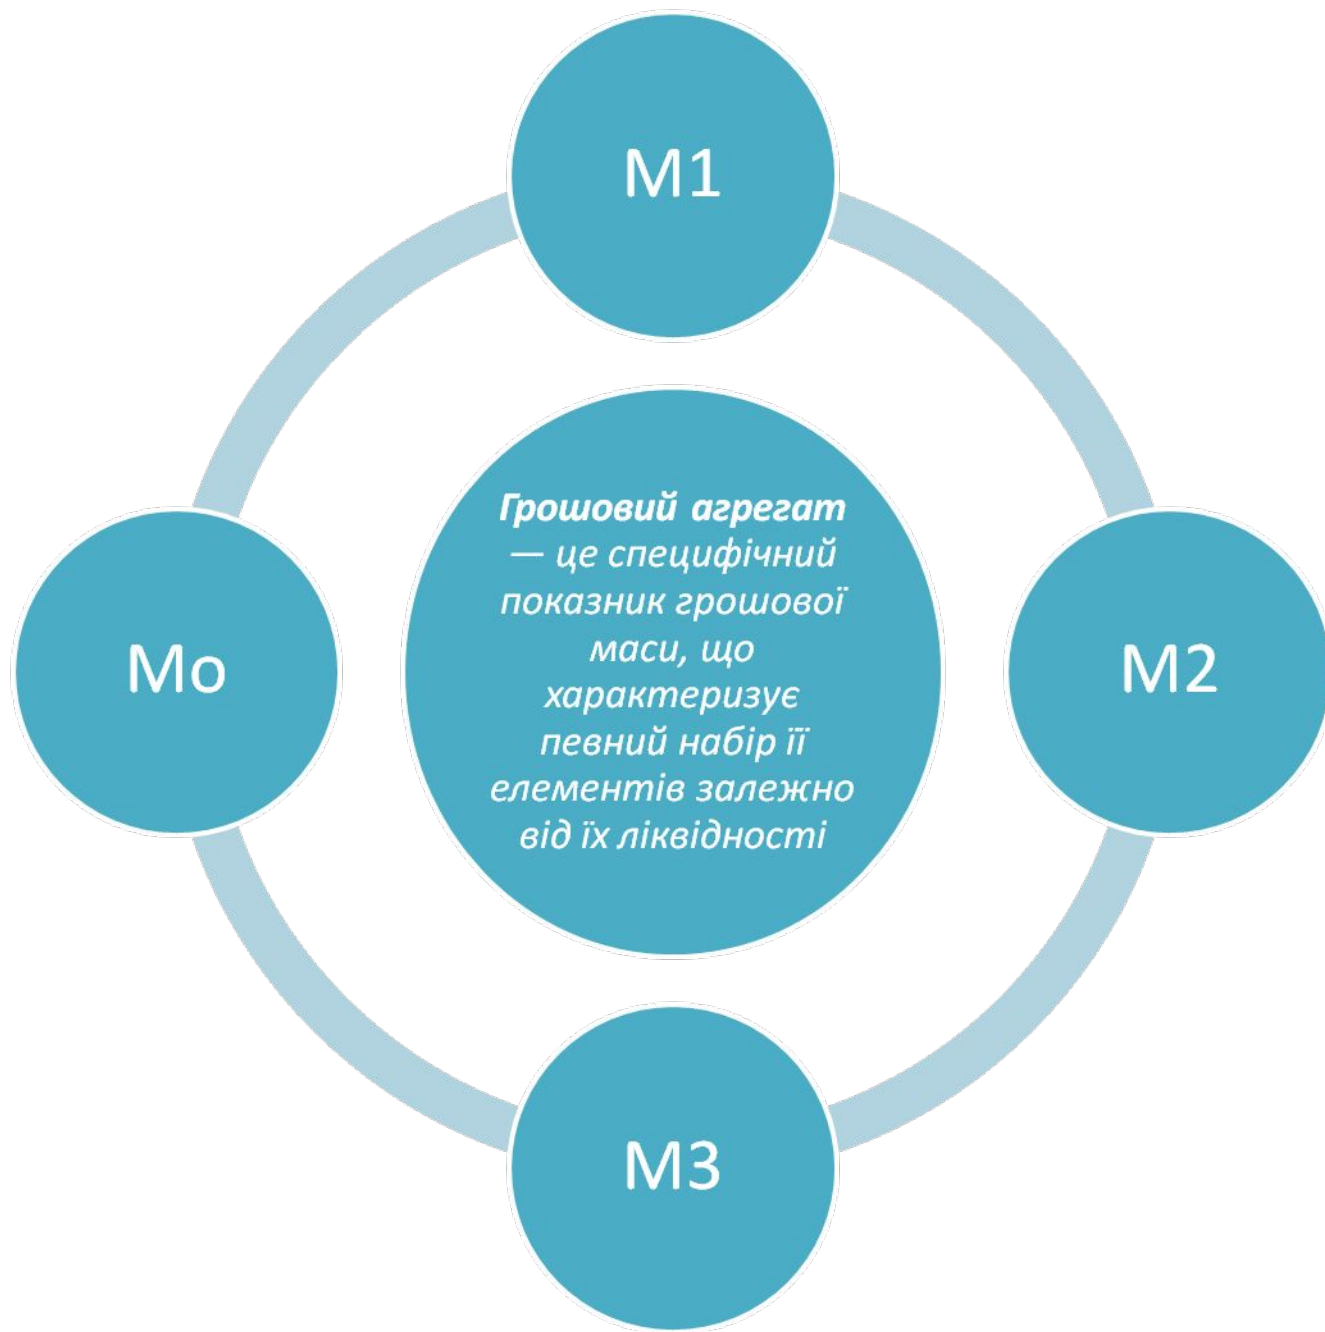 М1
Грошовий агрегат
— це специфічний
показник грошової
маси, що
характеризує
певний набір її
елементів залежно
від їх ліквідності
Мо
М2
М3